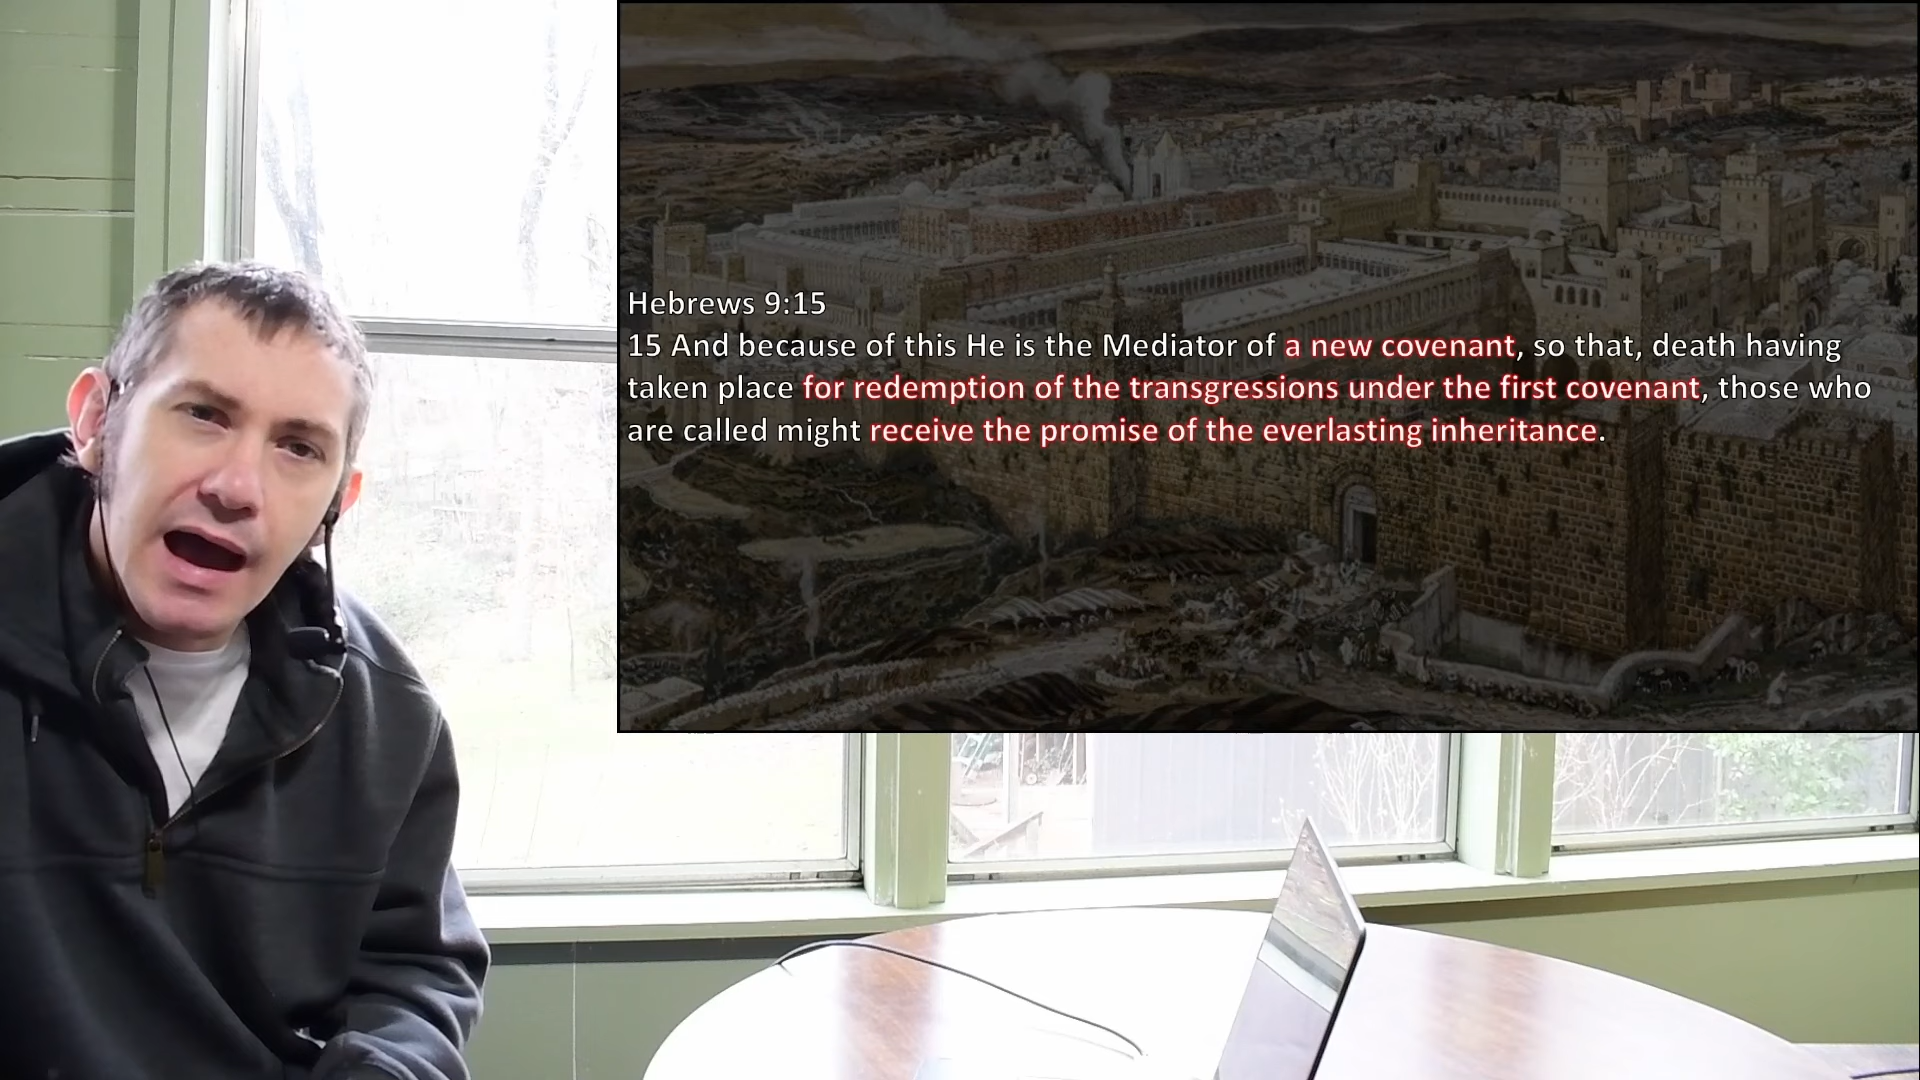 Hebrews 9:15
15 And because of this He is the Mediator of a new covenant, so that, death having
taken place for redemption of the transgressions under the first covenant, those who
are called might receive the promise of the everlasting inheritance.